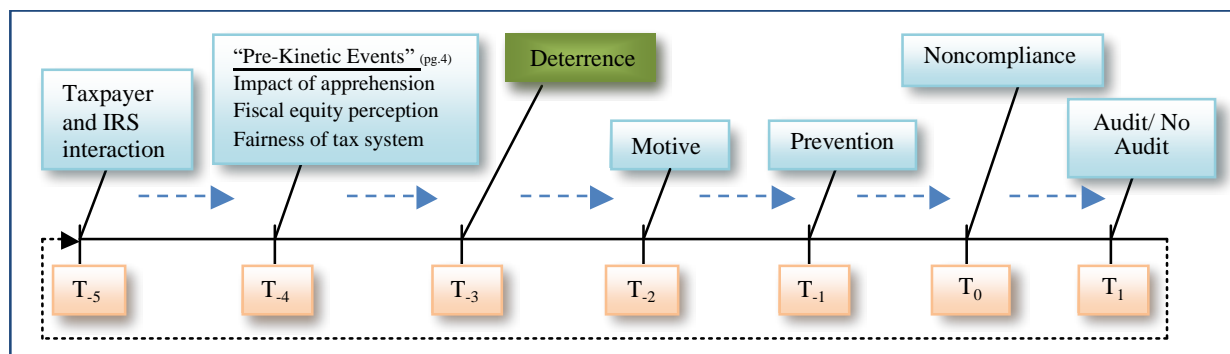 Taxpayer
and IRS
interaction
“Pre-Kinetic Events” (pg.4)
Impact of apprehension
Fiscal equity perception
Fairness of tax system
Deterrence
Motive
Prevention
Noncompliance
Audit/ No
Audit
T-5
T-4
T-3
T-2
T-1
T0
T1